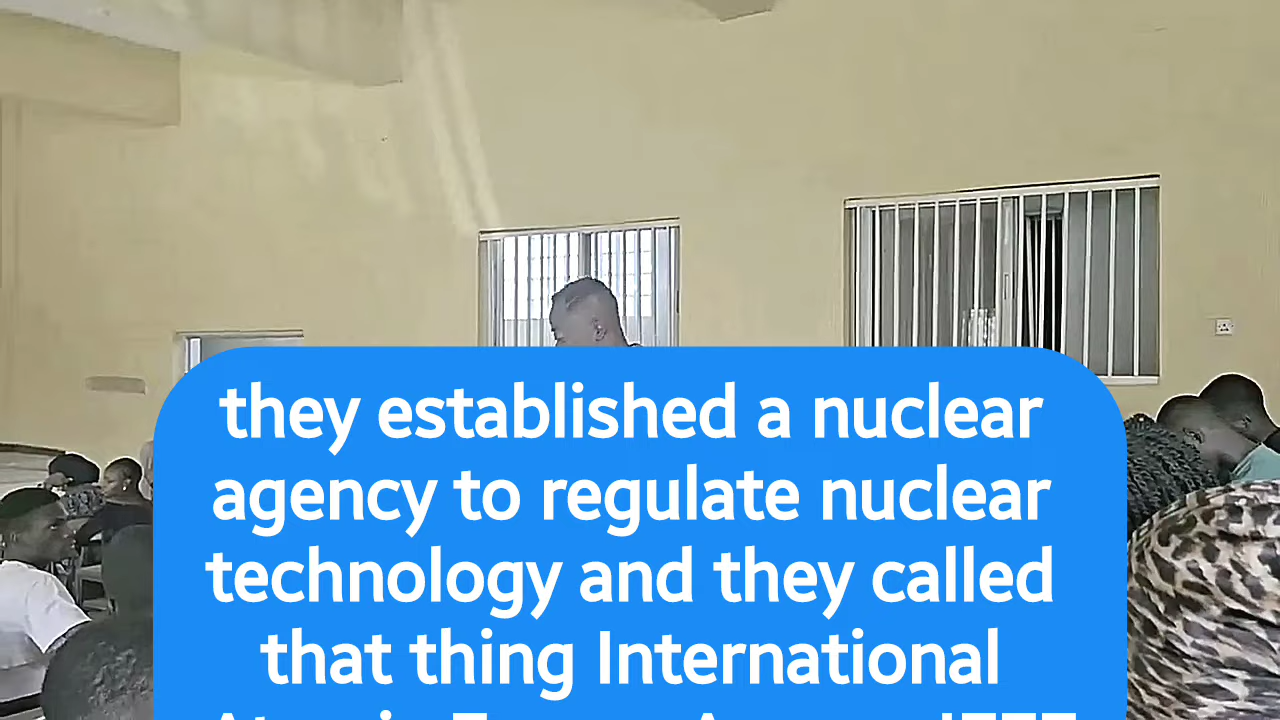 they established a nuclear
agency to regulate nuclear
technology and they called
that thing International